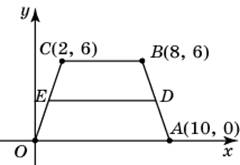 y
C(2, 6) B(8, 6)
E D
A(10, 0)
O x